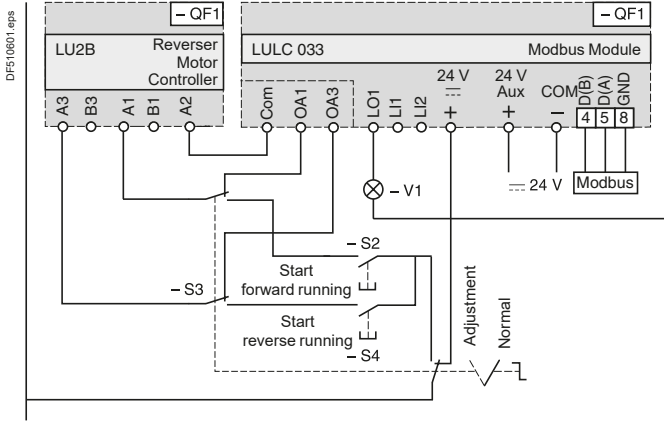 DF510601.eps
– QF1
– QF1
LU2B
Reverser
Motor
Controller
LULC 033
Modbus Module
A3
B3
A1
B1
A2
Com
OA1
OA3
LO1
LI1
LI2
24 V
+
24 V
Aux
+
COM
–
D(B)
D(A)
GND
4 5 8
– V1
24 V
Modbus
– S2
Start
forward running
– S3
Start
reverse running
– S4
Adjustment
Normal